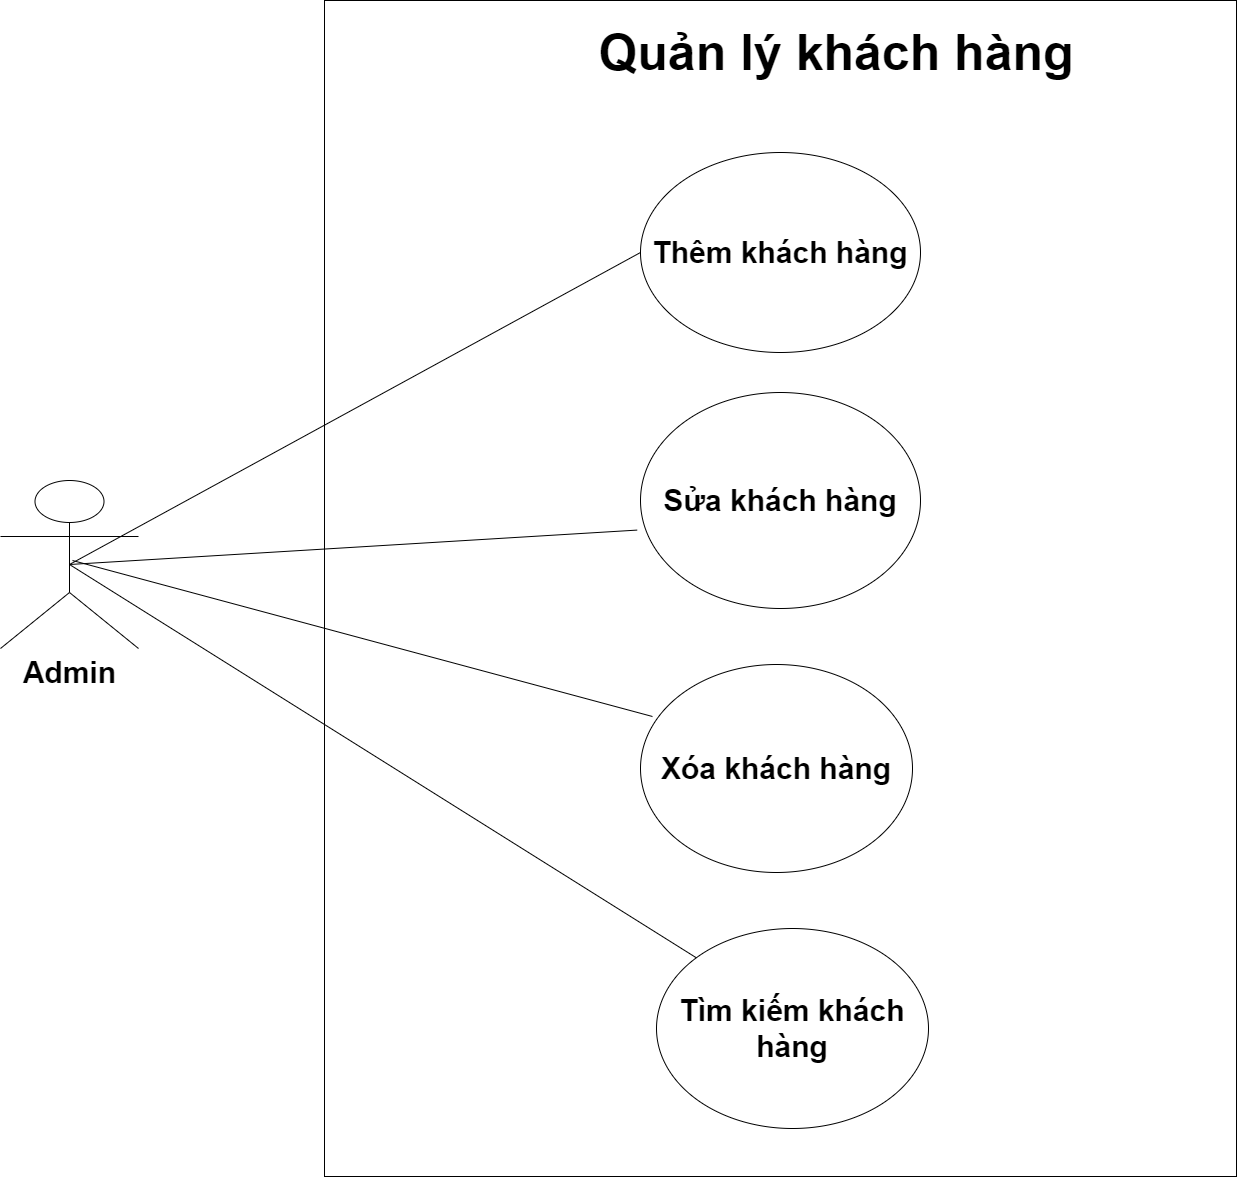 Quản lý khách hàng
Thêm khách hàng
Sửa khách hàng
Admin
Xóa khách hàng
Tìm kiếm khách
hàng